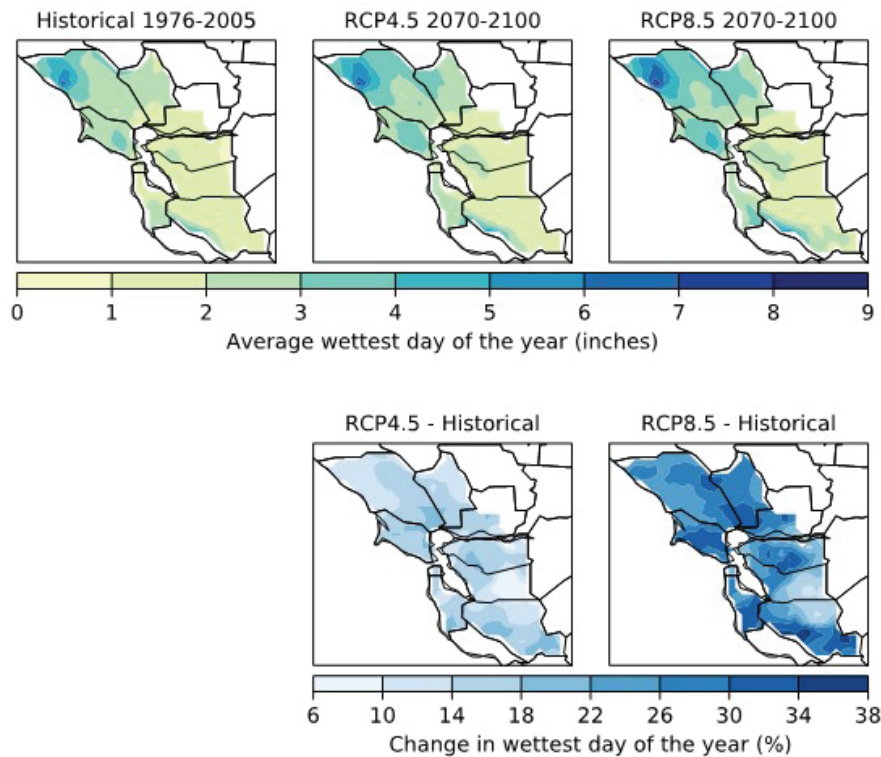 Historical 1976-2005 RCP4.5 2070-2100 RCP8.5 2070-2100
0 1 2 3 4 5 6 7 8 9
Average wettest day of the year (inches)
RCP4.5 - Historical RCP8.5 - Historical
6 10 14 18 22 26 30 34 38
Change in wettest day of the year (%)